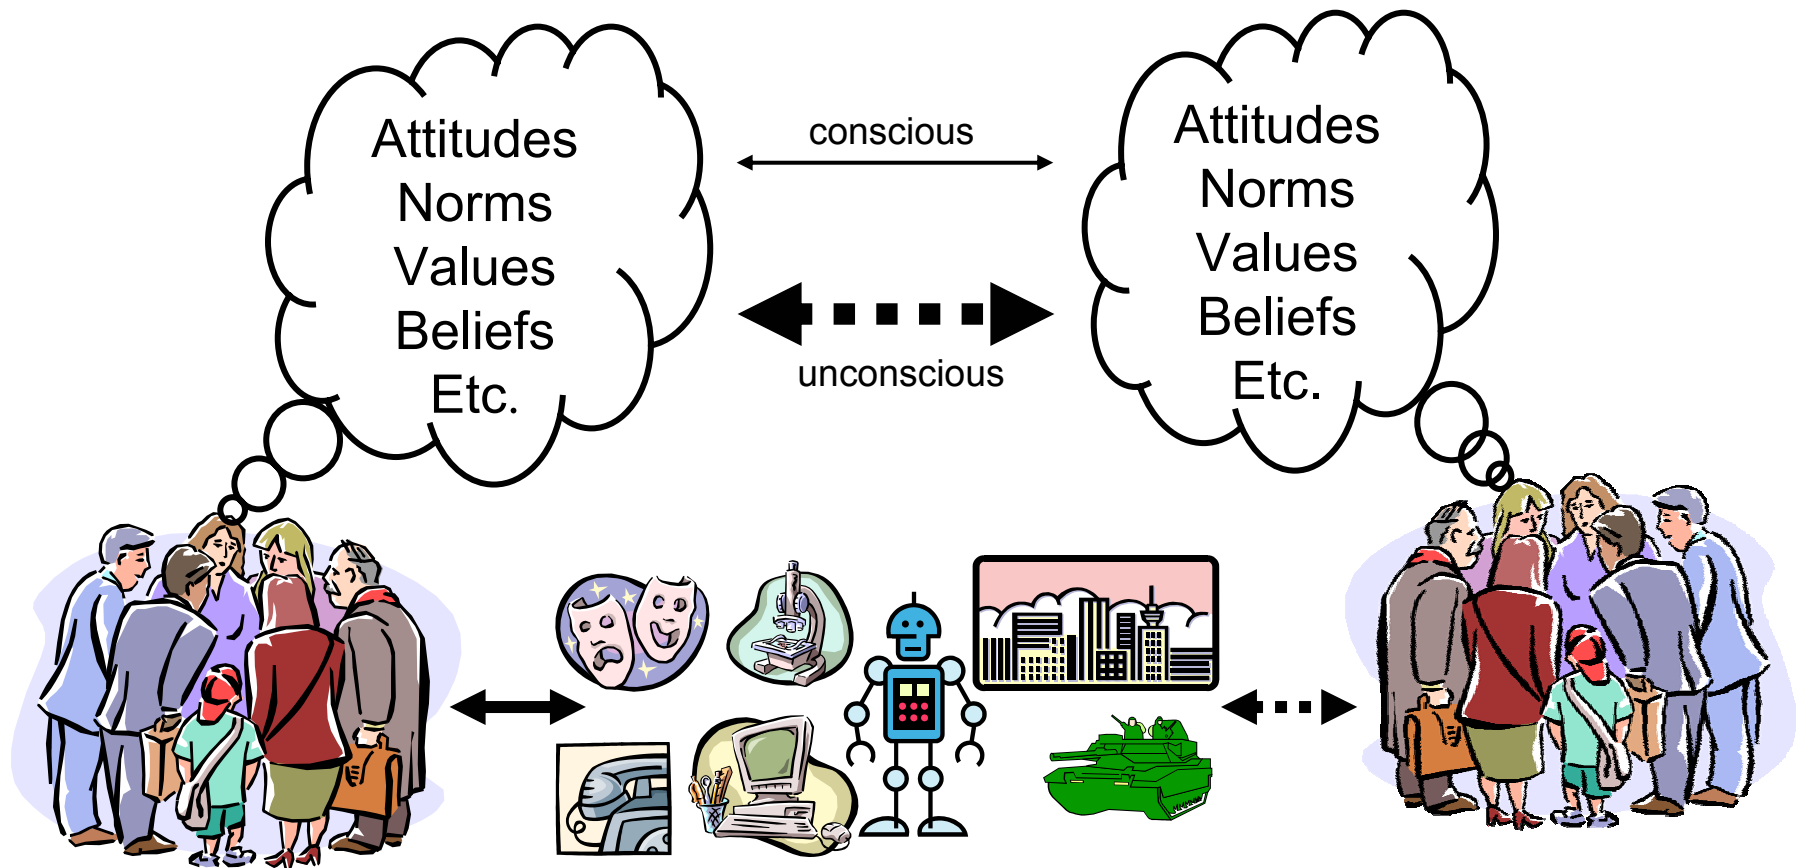 Attitudes
Norms
Values
Beliefs
Etc.
conscious
unconscious
Attitudes
Norms
Values
Beliefs
Etc.